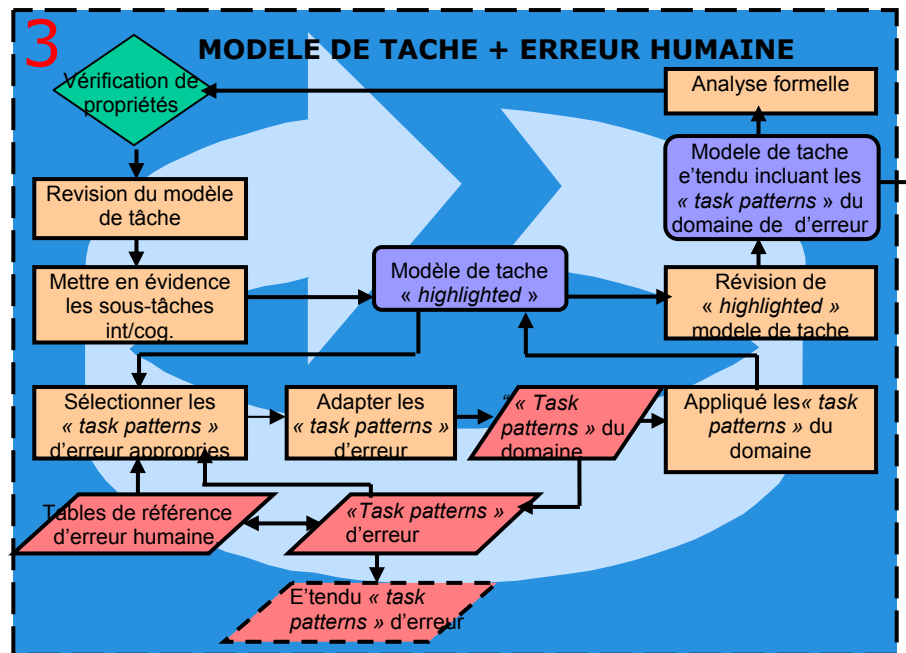 3
MODELE DE TACHE + ERREUR HUMAINE
Vérification de
propriétés
Analyse formelle
Modele de tache
e'tendu incluant les
« task patterns » du
domaine de d'erreur
Revision du modèle
de tâche
Mettre en évidence
les sous-tâches
int/cog.
Modèle de tache
« highlighted »
Révision de
« highlighted »
modele de tache
Sélectionner les
« task patterns »
d'erreur appropries
Adapter les
« task patterns »
d'erreur
“ « Task
patterns » du
domaine
Appliqué les« task
patterns » du
domaine
Tables de référence
d'erreur humaine.
«Task patterns »
d'erreur
E'tendu « task
patterns » d'erreur